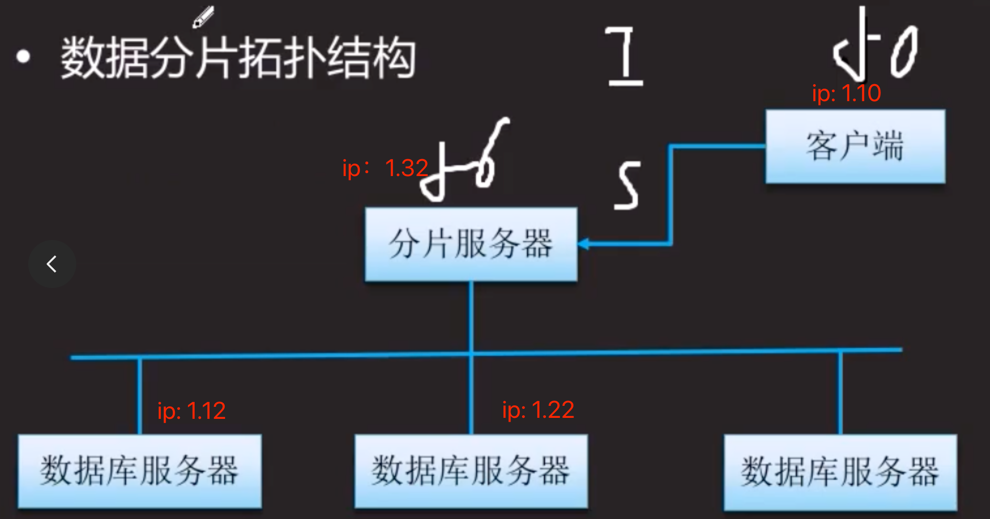 • 数据分片拓扑结构
ip: 1.10
客户端
ip：1.32
分片服务器
ip: 1.12
ip: 1.22
数据库服务器
数据库服务器
数据库服务器